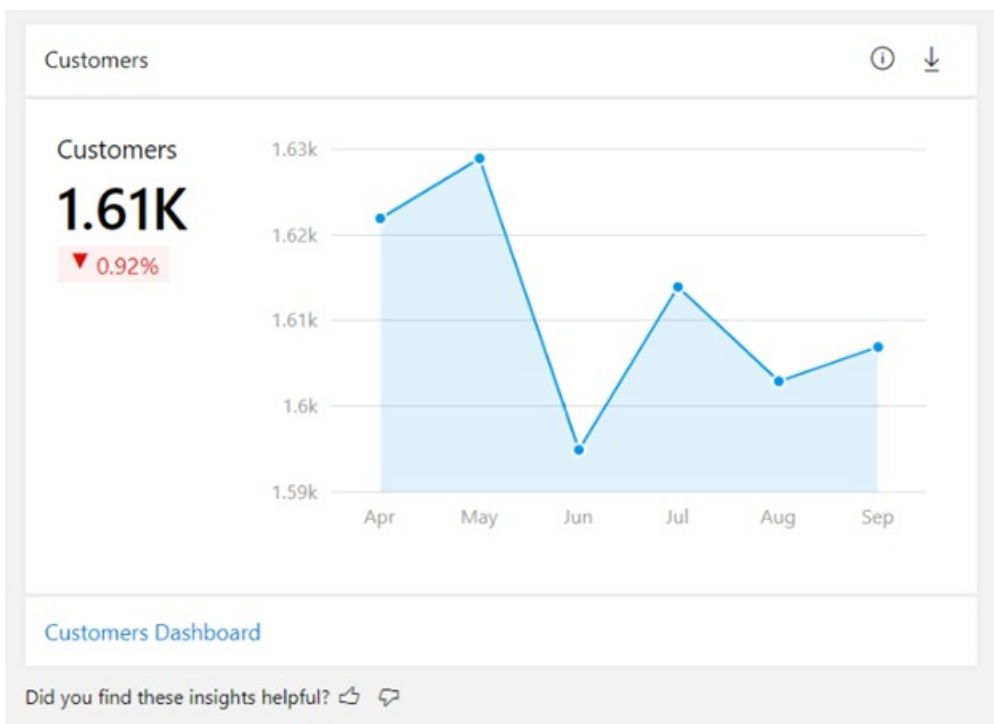 Customers
Customers
1.61K
▼ 0.92%
1.63k
1.62k
1.61k
1.6k
1.59k
Apr May Jun Jul Aug Sep
Customers Dashboard
Did you find these insights helpful?